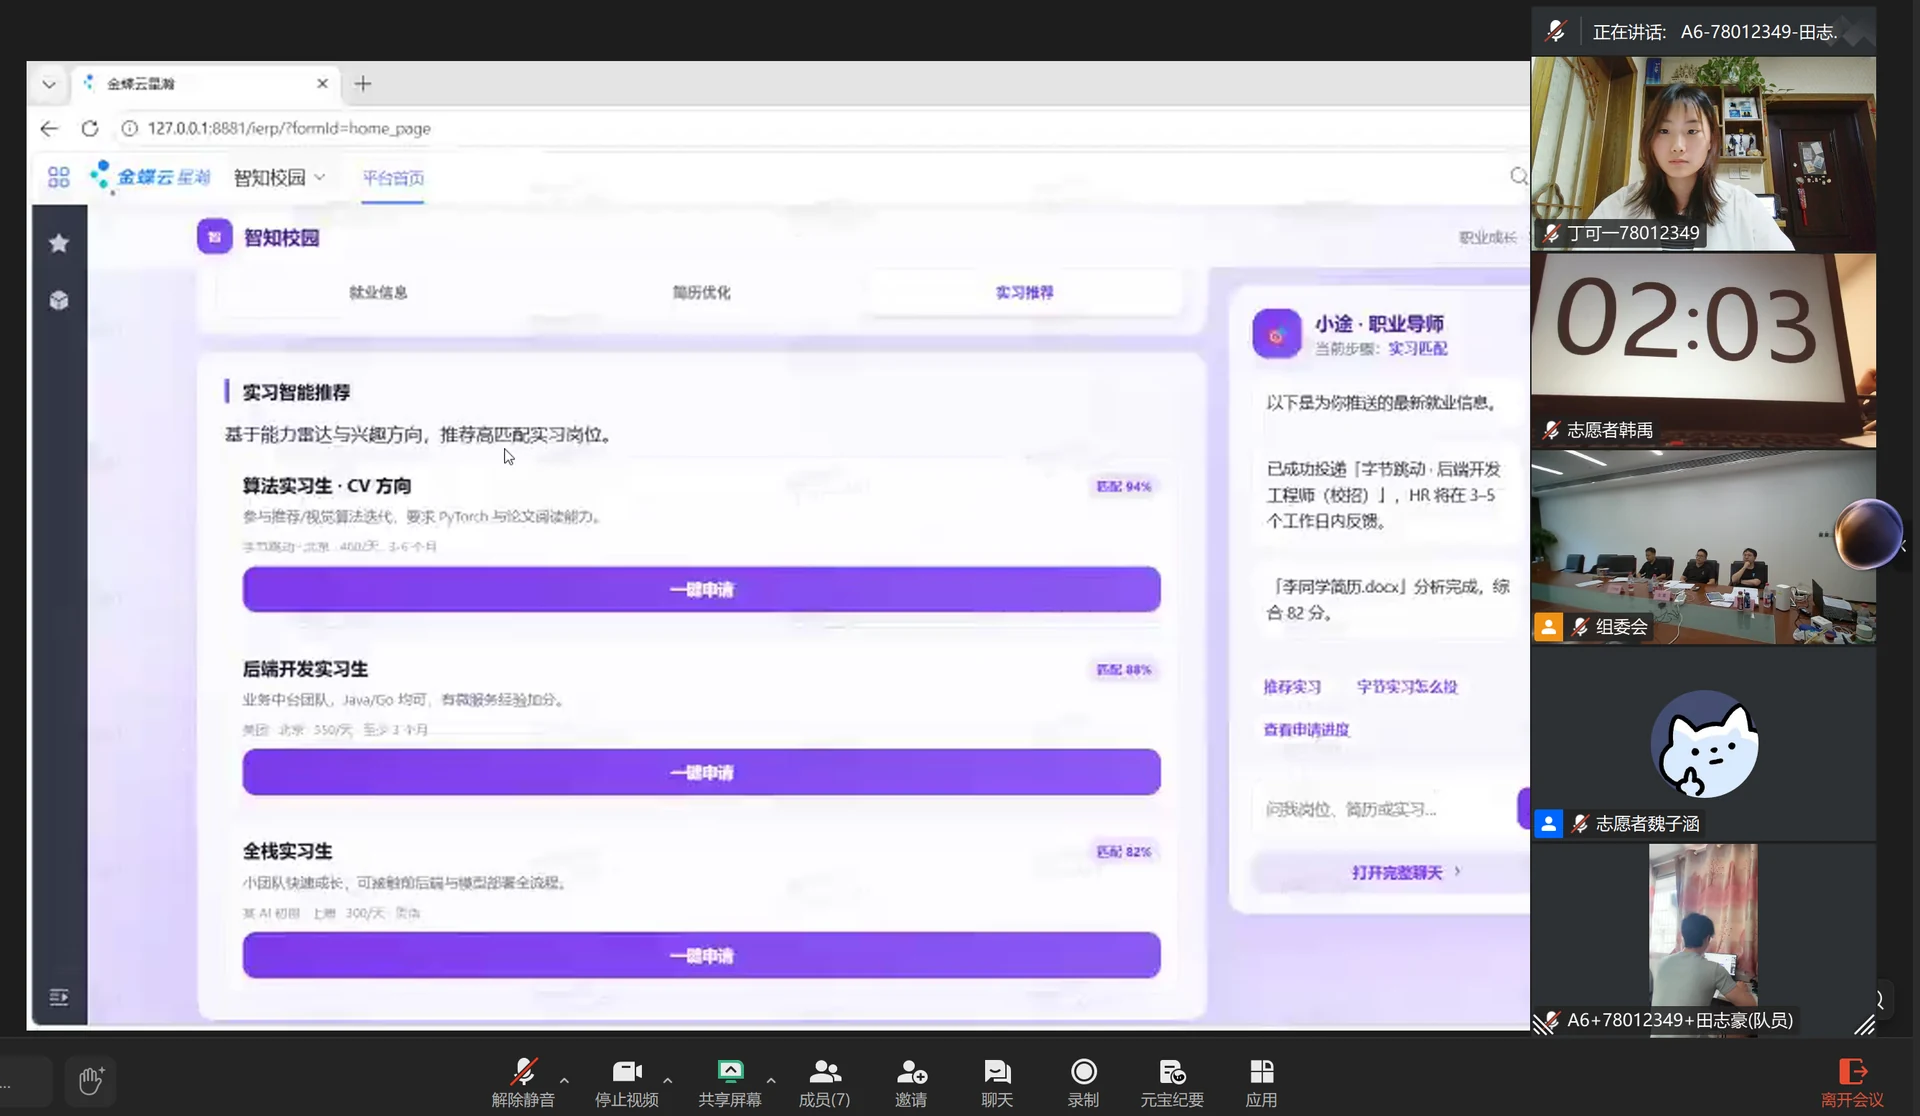 正在讲话: A6-78012349-田志.
金蝶云星瀚
127.0.0.1:8881/ierp/?formId=home_page
金蝶云星瀚
智知校园
平台首页
智
智知校园
职业成长
就业信息
简历优化
实习推荐
实习智能推荐
基于能力雷达与兴趣方向，推荐高匹配实习岗位。
算法实习生 · CV 方向
匹配 94%
参与推荐/视觉算法迭代，要求 PyTorch 与论文阅读能力。
字节跳动 · 北京 · 400/天 · 3-6 个月
一键申请
后端开发实习生
匹配 88%
业务中台团队，Java/Go 均可，有微服务经验加分。
美团 · 北京 · 350/天 · 至少 3 个月
一键申请
全栈实习生
匹配 82%
小团队快速成长，可接触前后端与模型部署全流程。
300/天
一键申请
小途 · 职业导师
当前步骤：实习匹配
以下是为你推送的最新就业信息。
已成功投递「字节跳动 · 后端开发
工程师（校招）」，HR 将在 3–5
个工作日内反馈。
「李同学简历.docx」分析完成，综
合 82 分。
推荐实习
字节实习怎么投
查看申请进度
问我岗位、简历或实习...
打开完整聊天 ›
丁可一78012349
02:03
志愿者韩禹
组委会
志愿者魏子涵
A6+78012349+田志豪(队员)
...
解除静音
停止视频
共享屏幕
成员(7)
邀请
聊天
录制
元宝纪要
应用
离开会议